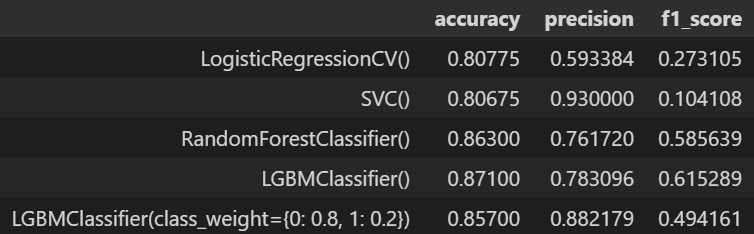 accuracy precision f1_score
LogisticRegressionCV() 0.80775 0.593384 0.273105
SVC() 0.80675 0.930000 0.104108
RandomForestClassifier() 0.86300 0.761720 0.585639
LGBMClassifier() 0.87100 0.783096 0.615289
LGBMClassifier(class_weight={0: 0.8, 1: 0.2}) 0.85700 0.882179 0.494161